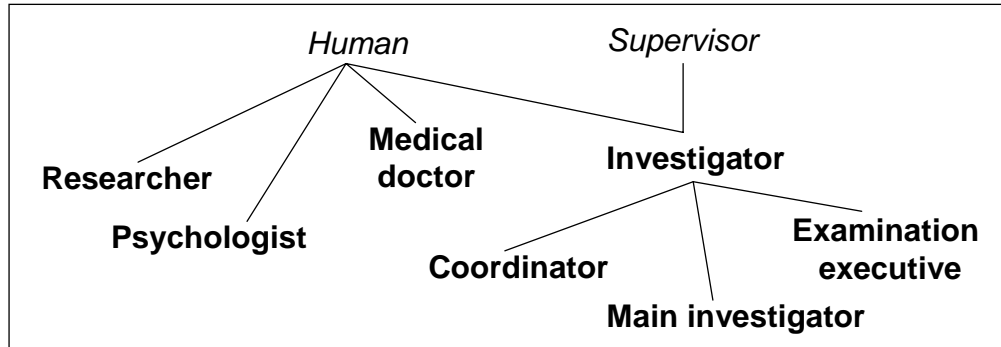 Human
Supervisor
Medical
doctor
Researcher
Investigator
Psychologist
Examination
executive
Coordinator
Main investigator